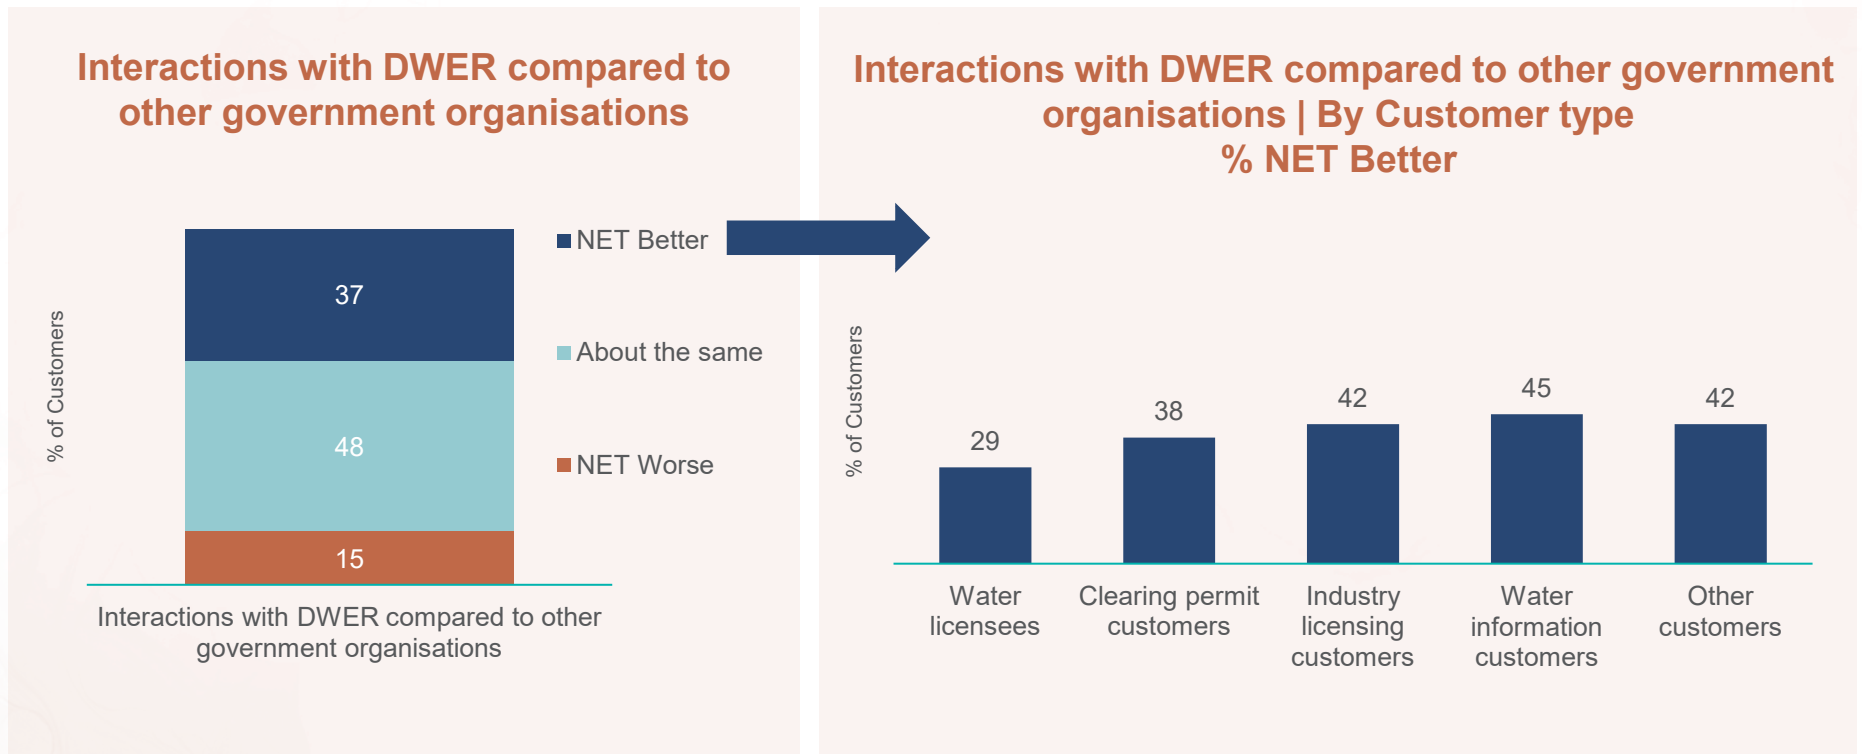 Interactions with DWER compared to
other government organisations
% of Customers
37
48
15
NET Better
About the same
NET Worse
Interactions with DWER compared to other
government organisations
Interactions with DWER compared to other government
organisations | By Customer type
% NET Better
% of Customers
29
38
42
45
42
Water
licensees
Clearing permit
customers
Industry
licensing
customers
Water
information
customers
Other
customers